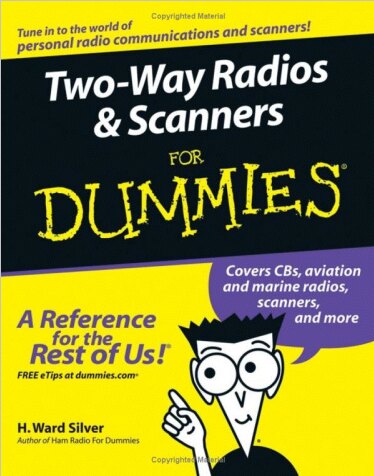 Copyrighted Material
Tune in to the world of
personal radio communications and scanners!
Two-Way Radios
& Scanners
FOR
DUMMIES®
Covers CBs, aviation
and marine radios,
scanners,
and more
A Reference
for the
Rest of Us!®
FREE eTips at dummies.com®
H. Ward Silver
Author of Ham Radio For Dummies
Copyrighted Material